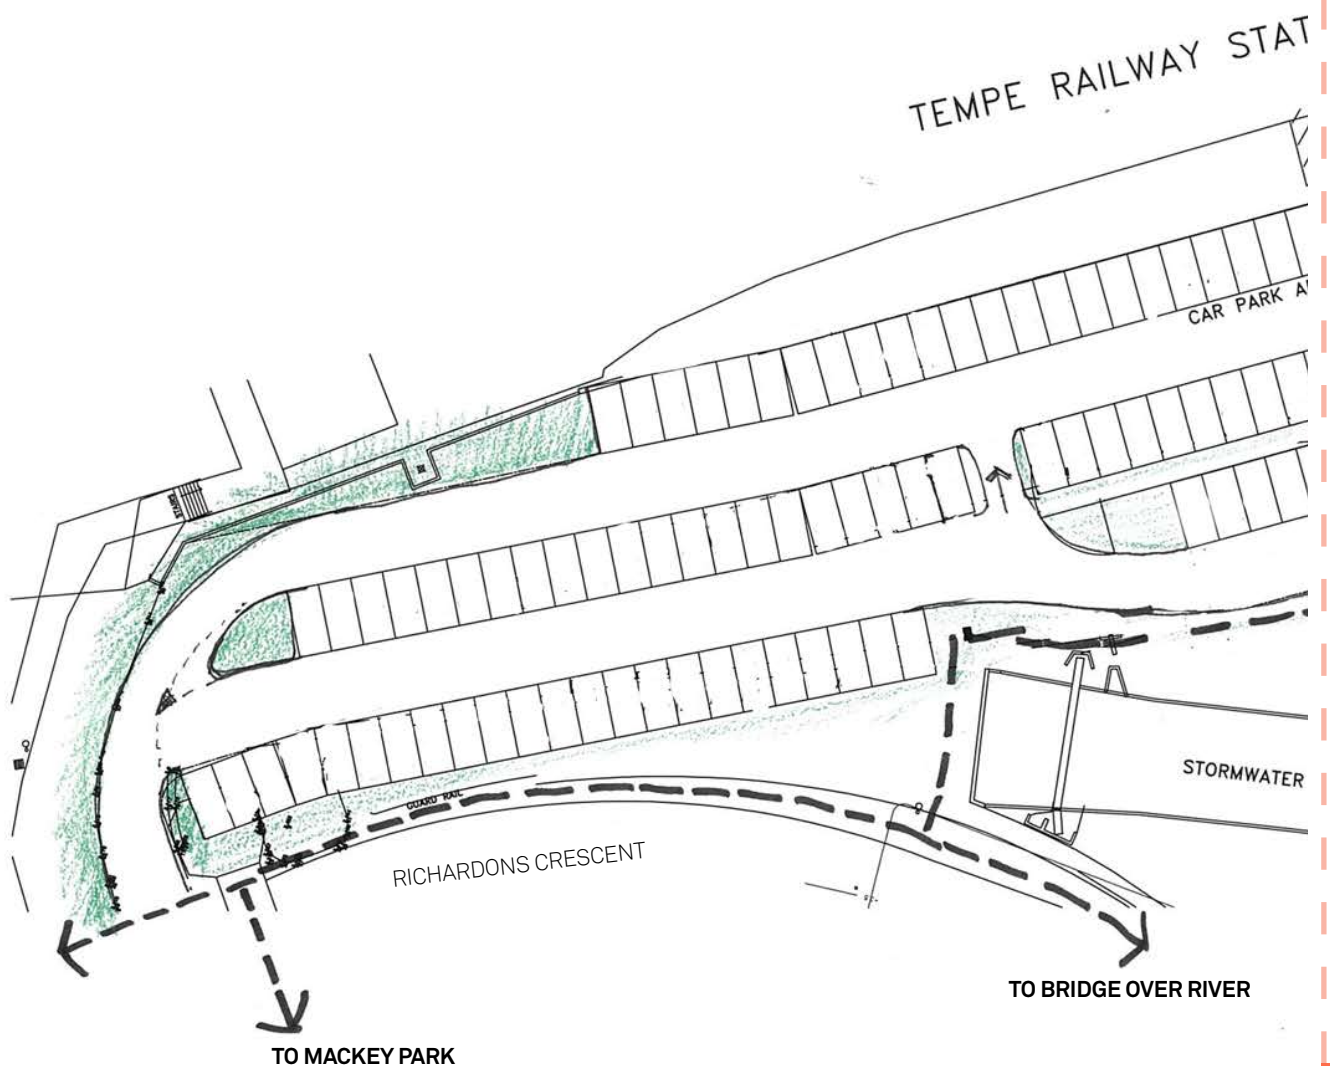 TEMPE RAILWAY STAT
CAR PARK A
GUARD RAIL
RICHARDONS CRESCENT
STORMWATER
TO BRIDGE OVER RIVER
TO MACKEY PARK